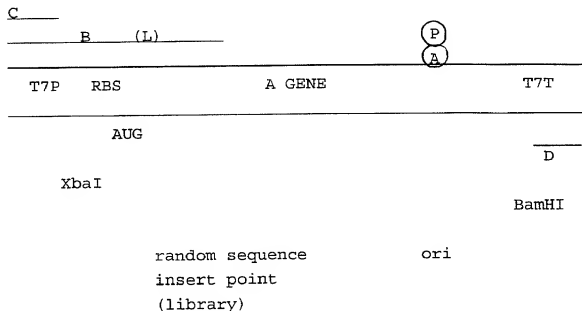 C
B (L) P
A
T7P RBS A GENE T7T
AUG
D
XbaI
BamHI
random sequence ori
insert point
(library)